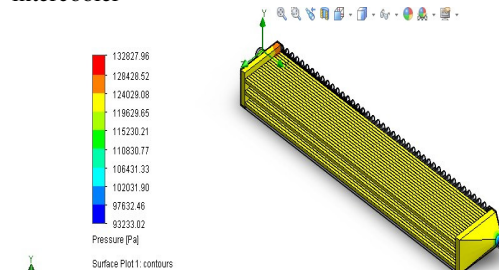 intercooler
Y
132827.96
128428.52
124029.08
119629.65
115230.21
110830.77
106431.33
102031.90
97632.46
93233.02
Pressure [Pa]
Surface Plot 1: contours
Y